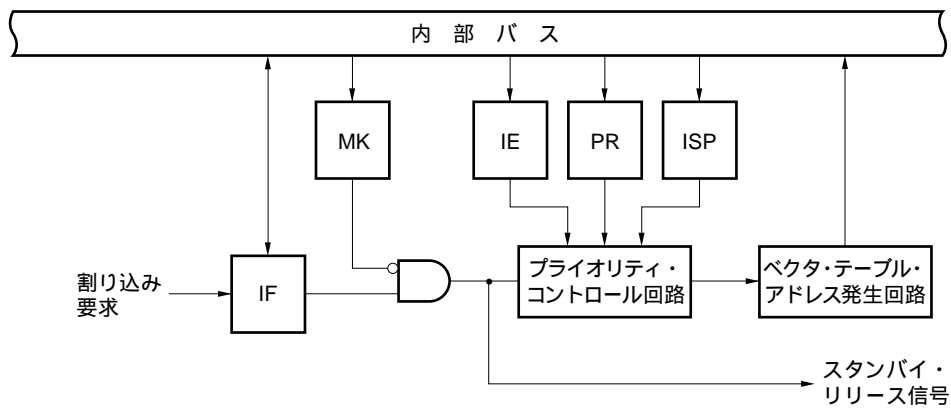 内部バス
MK
IE
PR
ISP
割り込み
要求
IF
プライオリティ・
コントロール回路
ベクタ・テーブル・
アドレス発生回路
スタンバイ・
リリース信号